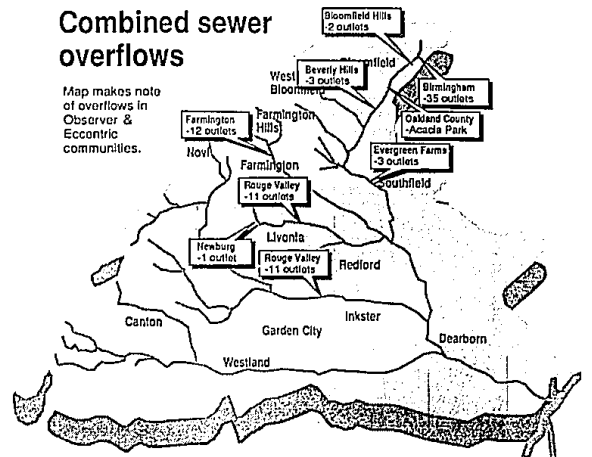 Combined sewer
overflows
Map makes note
of overflows in
Observer &
Eccentric
communities.
Bloomfield Hills
-2 outlets
Beverly Hills
-3 outlets
West
Bloomfield
Birmingham
-35 outlets
Oakland County
-Acacia Park
Farmington
-12 outlets
Farmington
Hills
Novi
Farmington
Evergreen Farms
-3 outlets
Southfield
Rouge Valley
-11 outlets
Livonia
Newburg
-1 outlet
Rouge Valley
-11 outlets
Redford
Canton
Garden City
Inkster
Dearborn
Westland